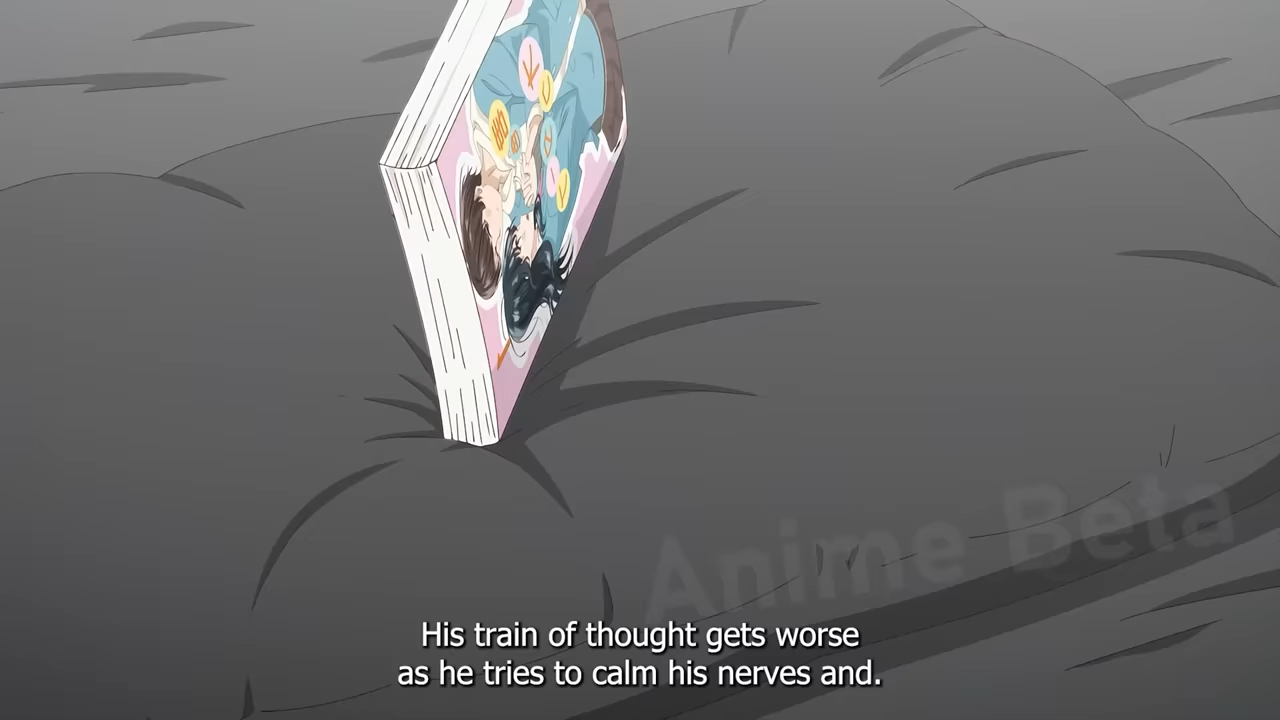 Anime Beta
His train of thought gets worse
as he tries to calm his nerves and.